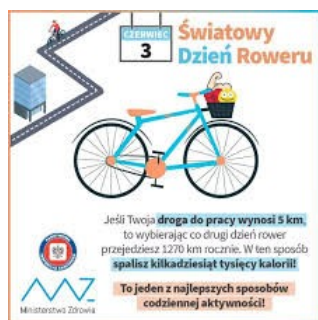 CZERWIEC
3
Światowy
Dzień Roweru
Jeśli Twoja droga do pracy wynosi 5 km,
to wybierając co drugi dzień rower
przejedziesz 1270 km rocznie. W ten sposób
spalisz kilkadziesiąt tysięcy kalorii!
To jeden z najlepszych sposobów
codziennej aktywności!
Ministerstwo Zdrowia